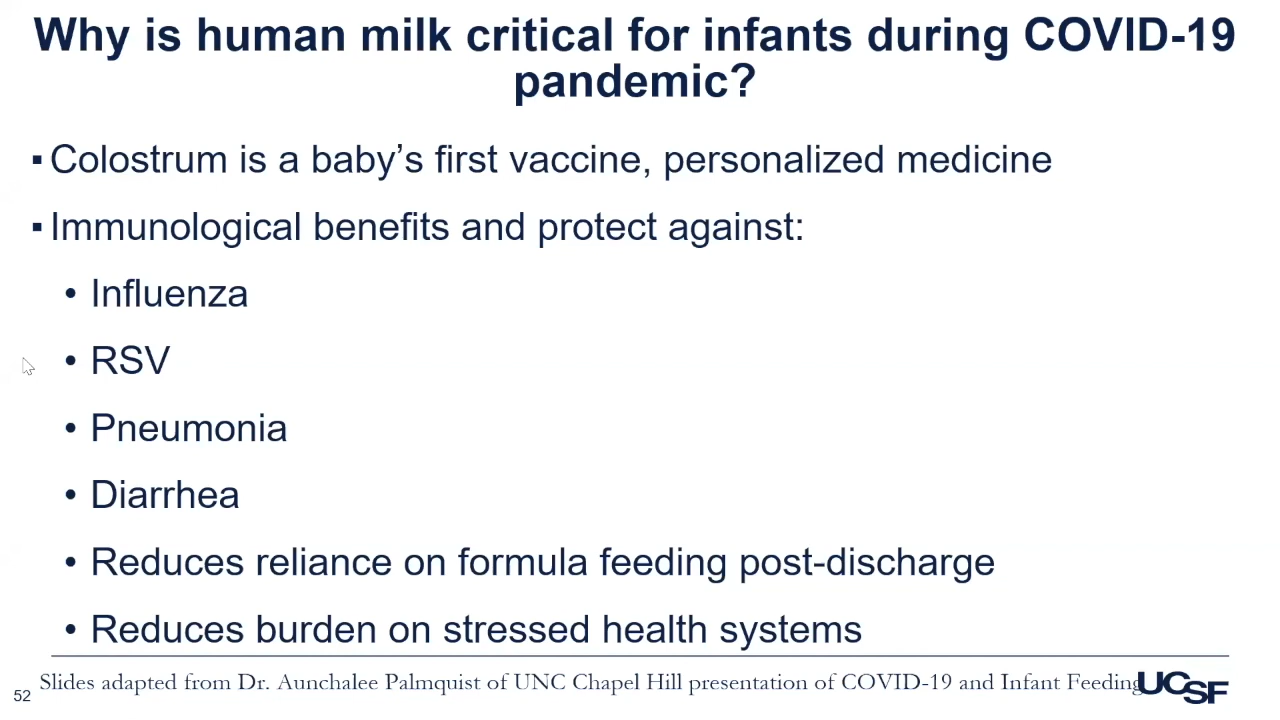 Why is human milk critical for infants during COVID-19
pandemic?
▪ Colostrum is a baby’s first vaccine, personalized medicine
▪ Immunological benefits and protect against:
• Influenza
• RSV
• Pneumonia
• Diarrhea
• Reduces reliance on formula feeding post-discharge
• Reduces burden on stressed health systems
Slides adapted from Dr. Aunchalee Palmquist of UNC Chapel Hill presentation of COVID-19 and Infant Feeding
52
UCSF